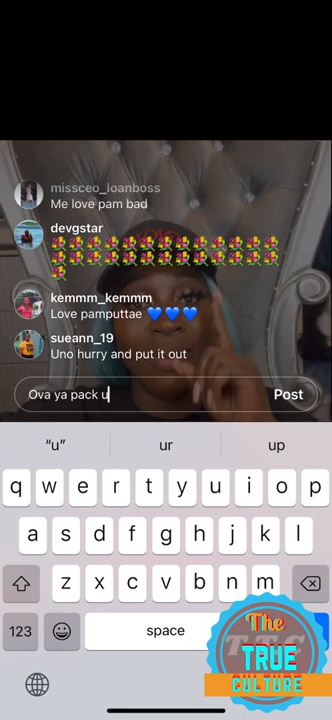 missceo_loanboss
Me love pam bad
devgstar
kemmm_kemmm
Love pamputtae 💙💙💙
sueann_19
Uno hurry and put it out
Ova ya pack u
Post
"u" ur up
q w e r t y u i o p
a s d f g h j k l
z x c v b n m
123 space
The
TTC
TRUE
CULTURE